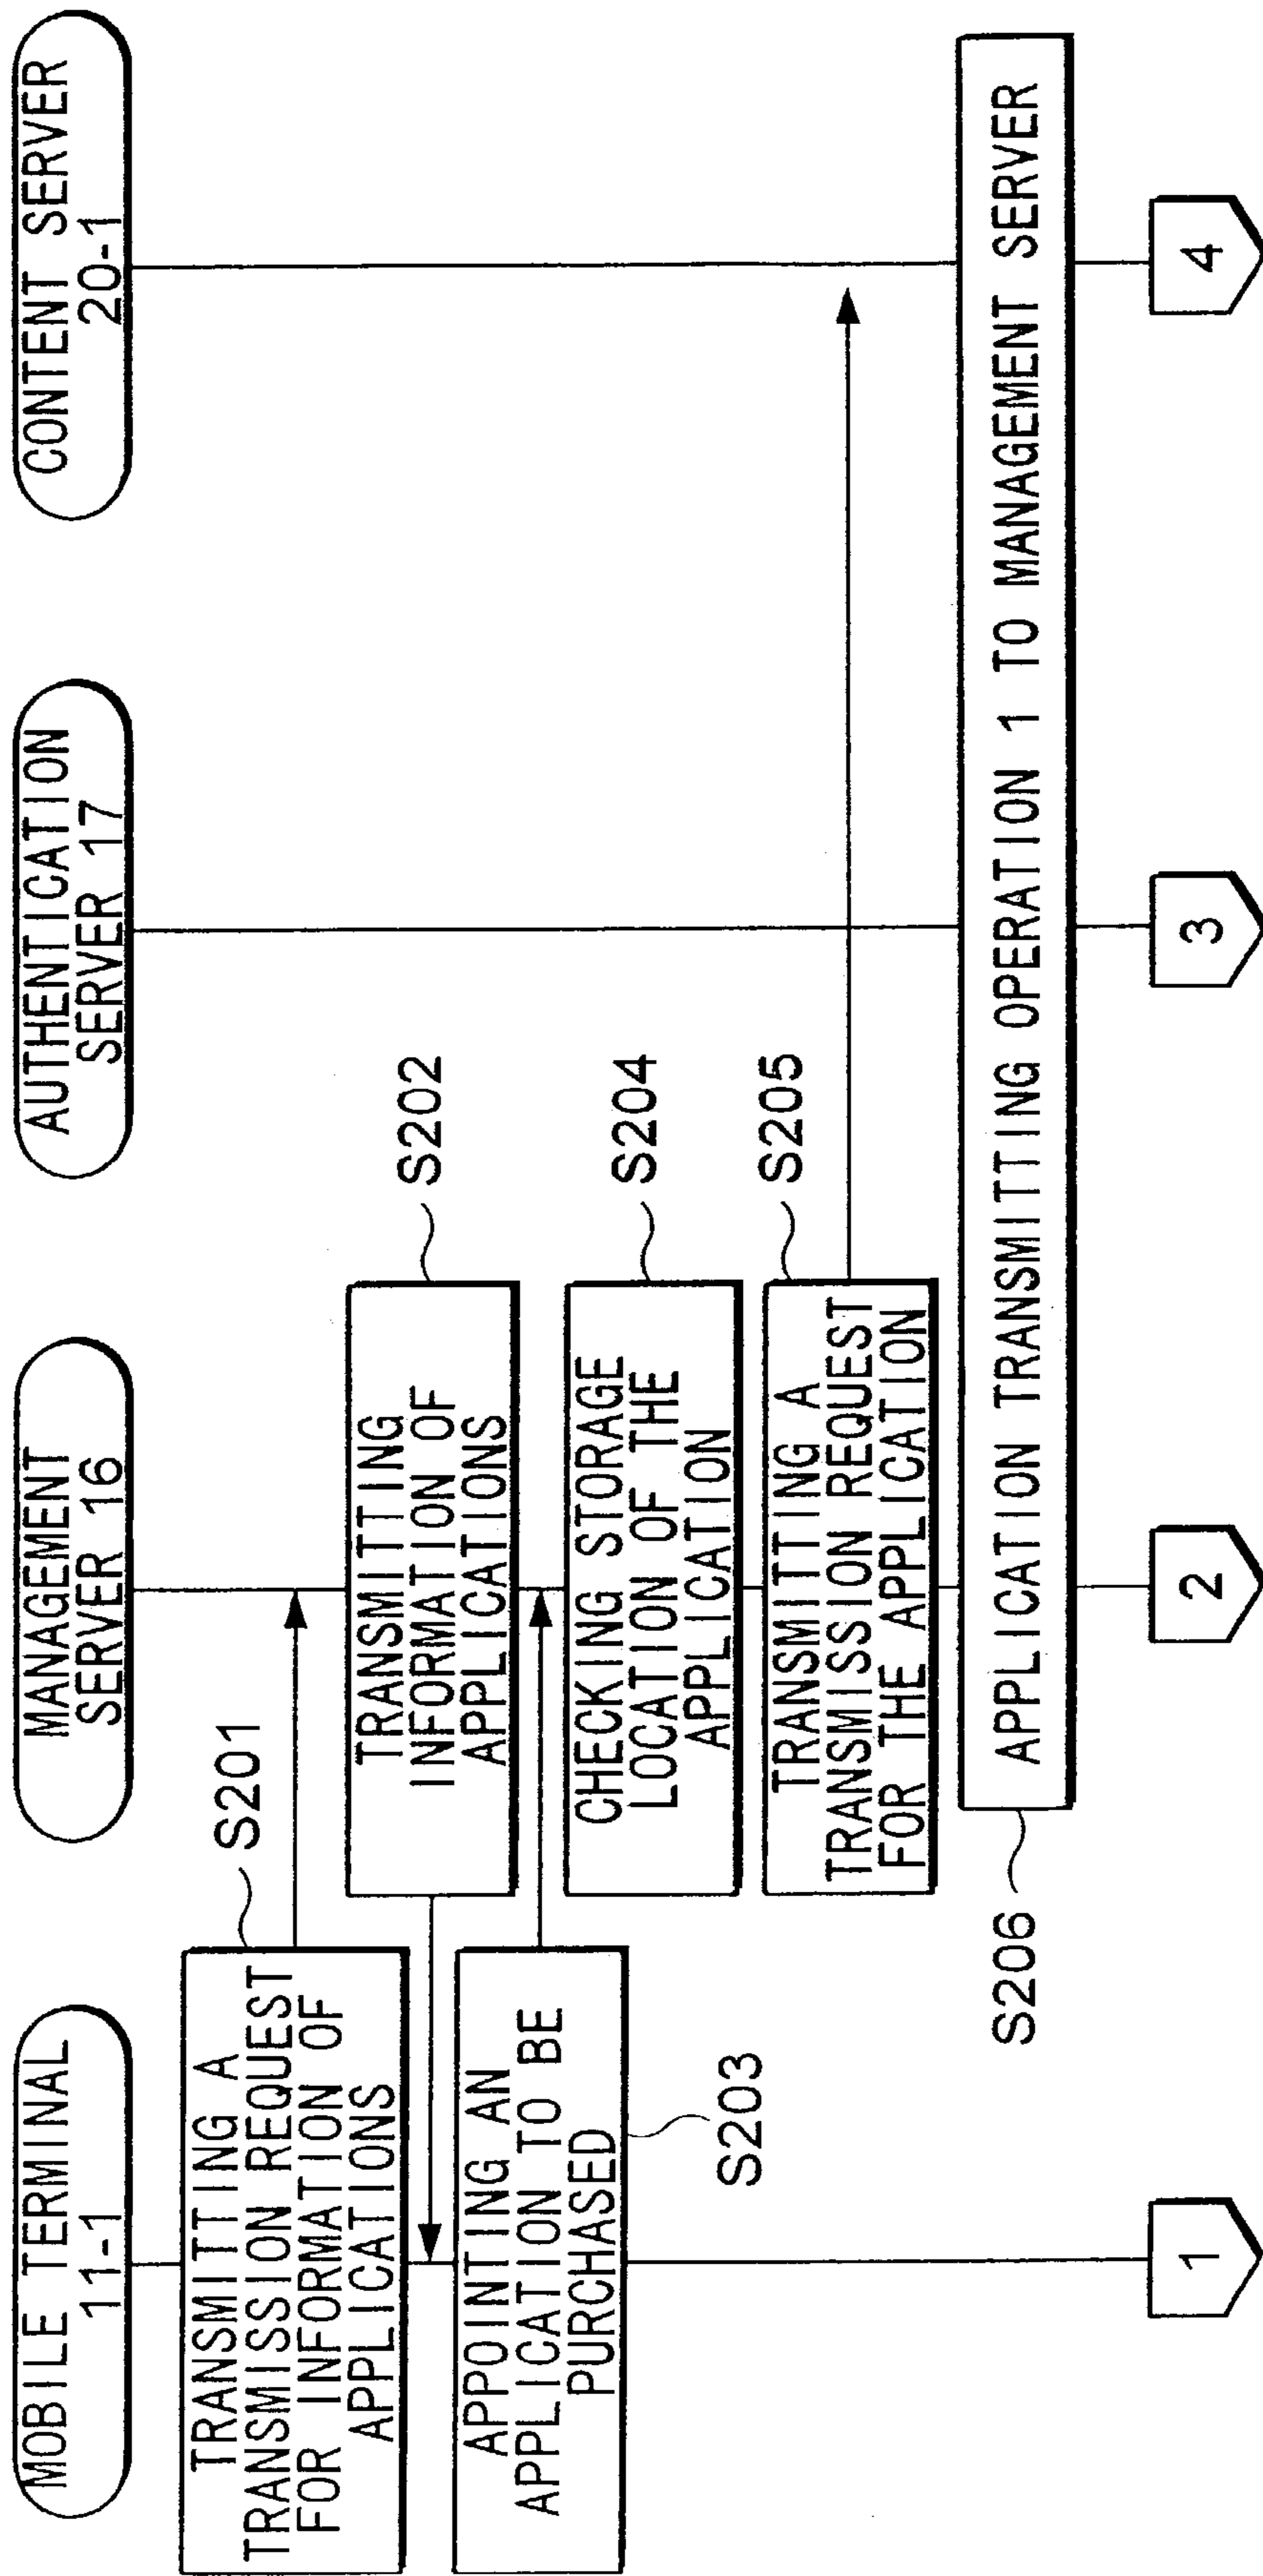 MOBILE TERMINAL
11-1
MANAGEMENT
SERVER 16
AUTHENTICATION
SERVER 17
CONTENT SERVER
20-1
TRANSMITTING A
TRANSMISSION REQUEST
FOR INFORMATION OF
APPLICATIONS
S201
TRANSMITTING
INFORMATION OF
APPLICATIONS
S202
APPOINTING AN
APPLICATION TO BE
PURCHASED
S203
CHECKING STORAGE
LOCATION OF THE
APPLICATION
S204
TRANSMITTING A
TRANSMISSION REQUEST
FOR THE APPLICATION
S205
APPLICATION TRANSMITTING OPERATION 1 TO MANAGEMENT SERVER
S206
1
2
3
4